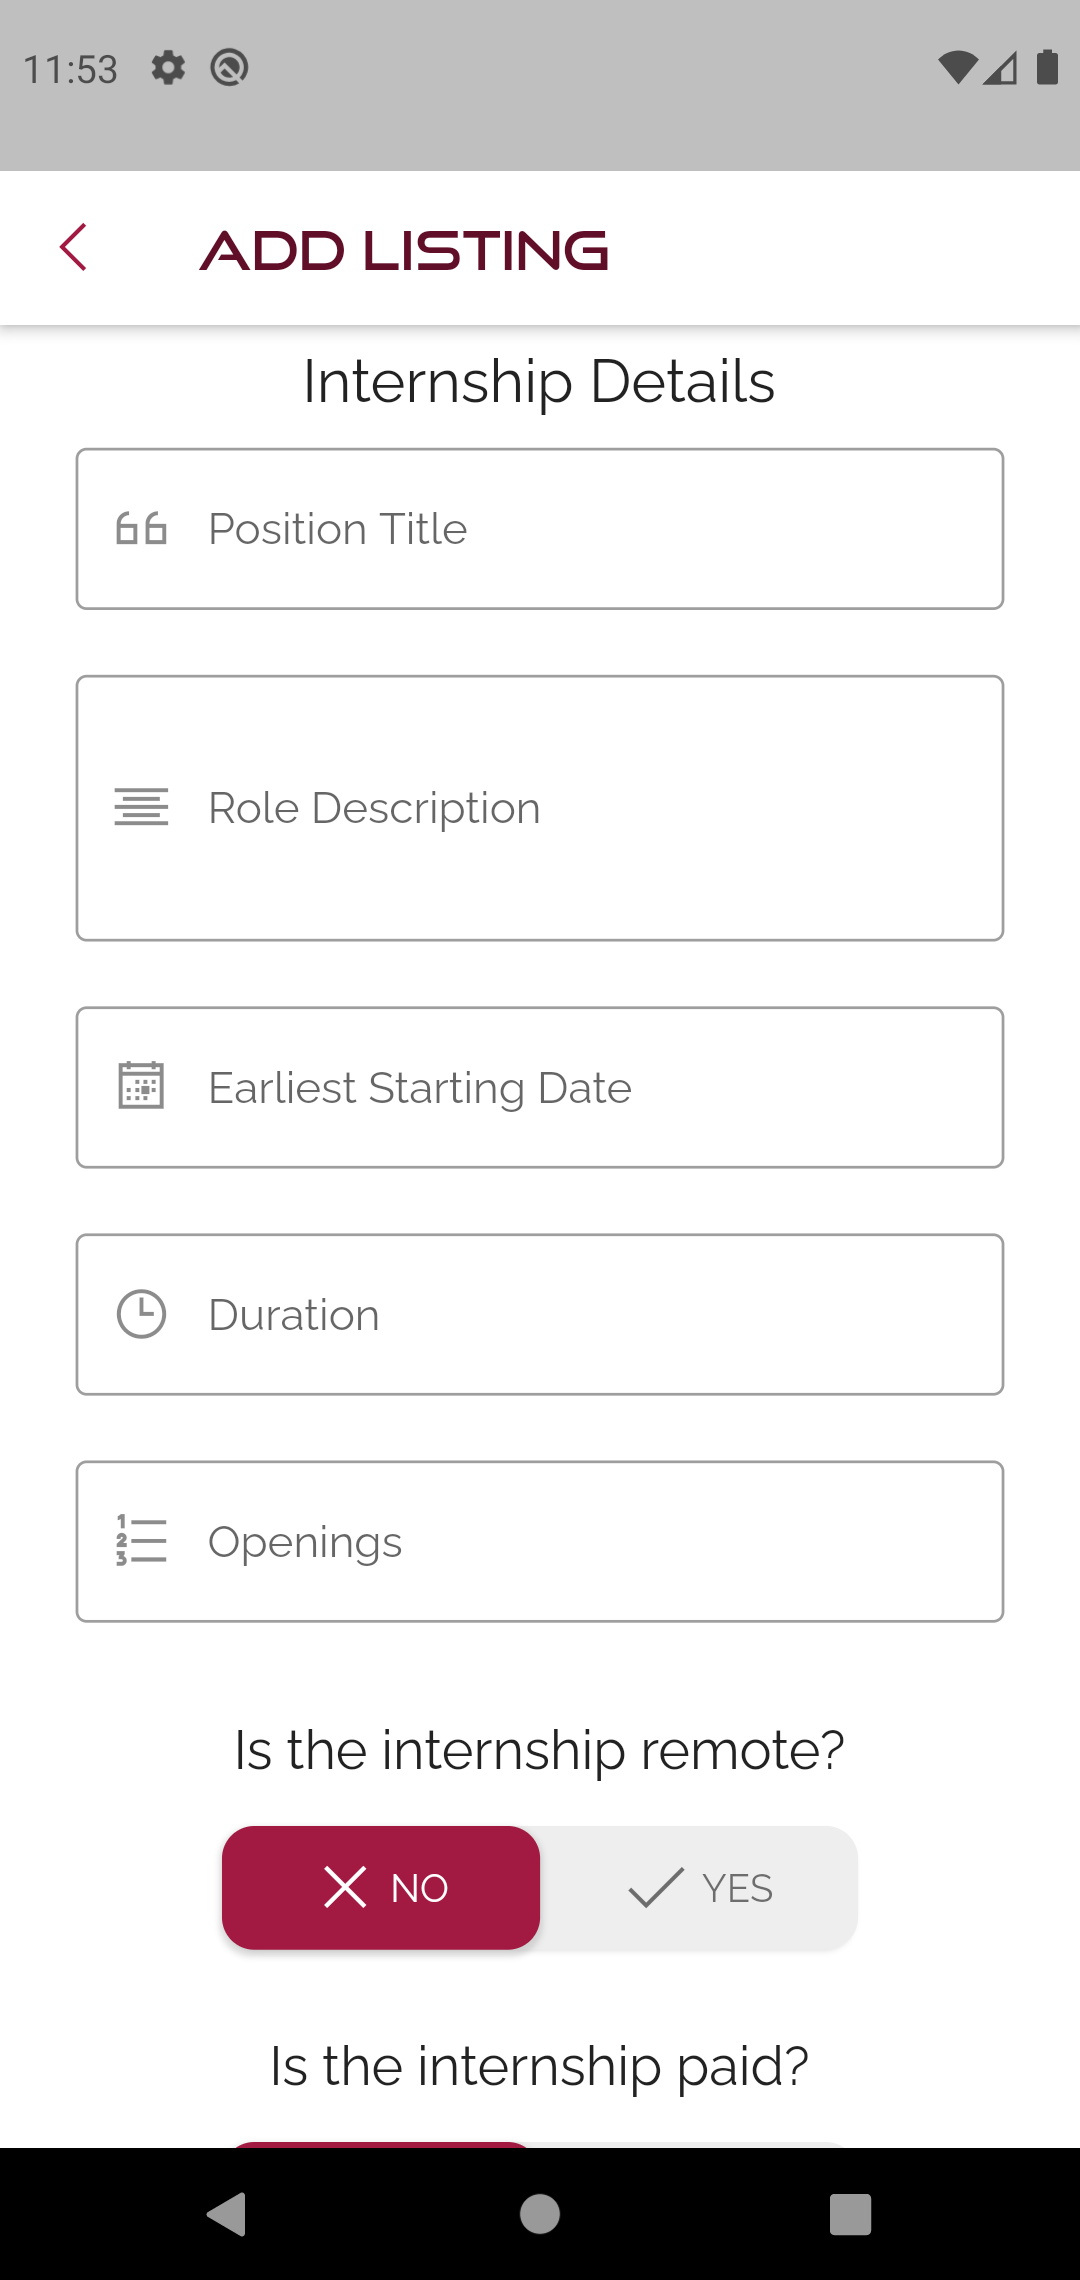 11:53
ADD LISTING
Internship Details
Position Title
Role Description
Earliest Starting Date
Duration
Openings
Is the internship remote?
NO
YES
Is the internship paid?